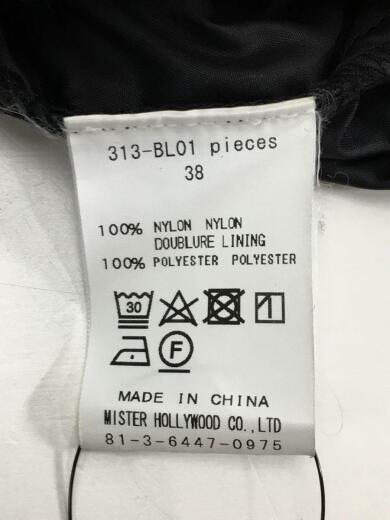 313-BL01 pieces
38
100% NYLON NYLON
DOUBLURE LINING
100% POLYESTER POLYESTER
30
F
MADE IN CHINA
MISTER HOLLYWOOD CO., LTD
81-3-6447-0975